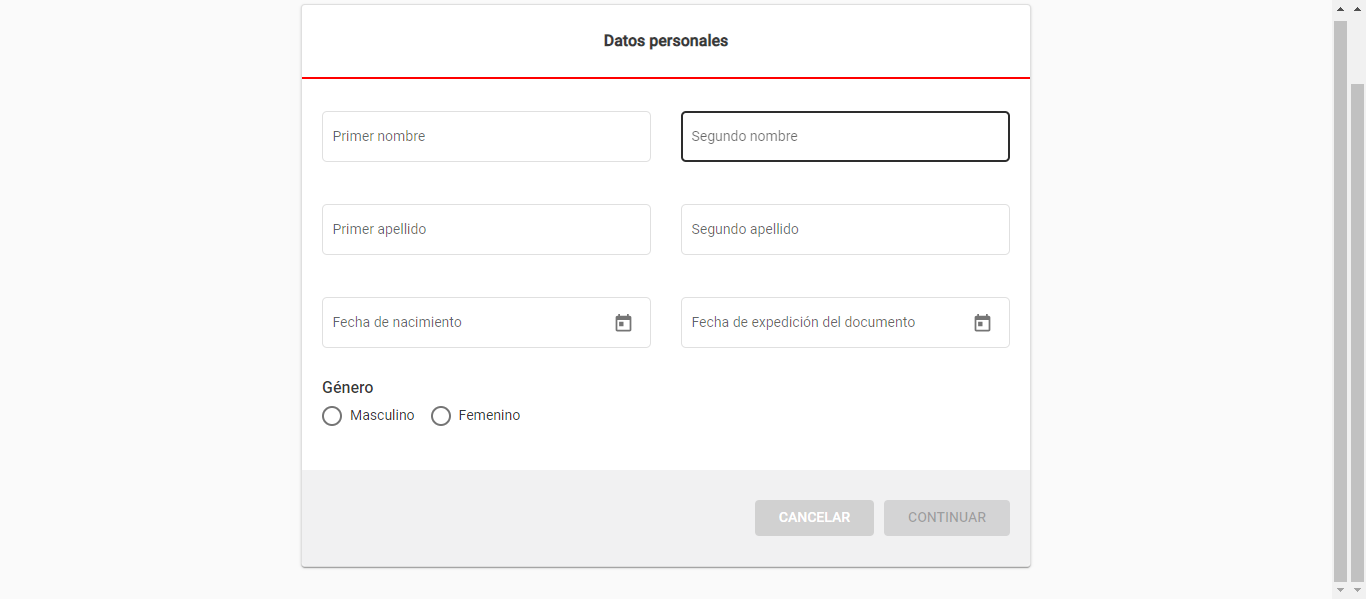 Datos personales
Primer nombre
Segundo nombre
Primer apellido
Segundo apellido
Fecha de nacimiento
Fecha de expedición del documento
Género
Masculino
Femenino
CANCELAR
CONTINUAR